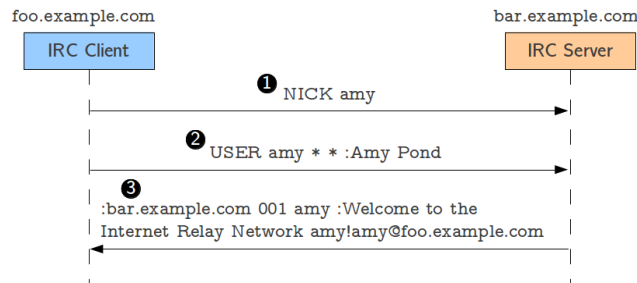 foo.example.com
bar.example.com
IRC Client
IRC Server
1
NICK amy
2
USER amy * * :Amy Pond
3
:bar.example.com 001 amy :Welcome to the
Internet Relay Network amy!amy@foo.example.com